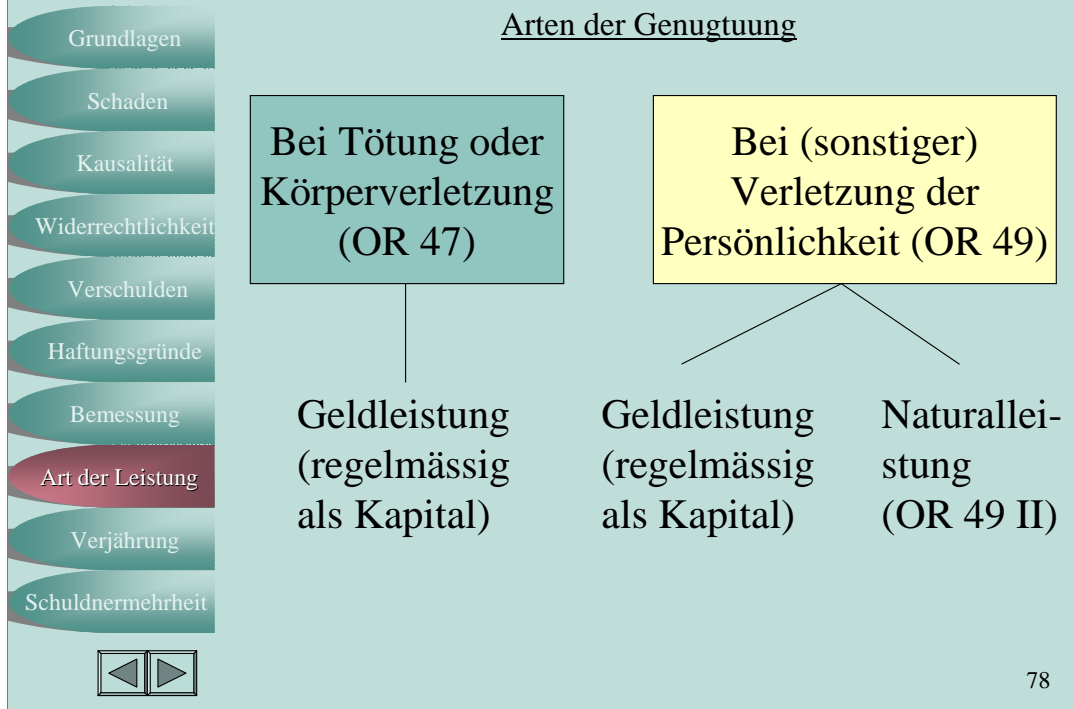 Arten der Genugtuung
Grundlagen
Schaden
Kausalität
Widerrechtlichkeit
Verschulden
Haftungsgründe
Bemessung
Art der Leistung
Verjährung
Schuldnermehrheit
Bei Tötung oder
Körperverletzung
(OR 47)
Bei (sonstiger)
Verletzung der
Persönlichkeit (OR 49)
Geldleistung
(regelmässig
als Kapital)
Geldleistung
(regelmässig
als Kapital)
Naturallei-
stung
(OR 49 II)
78